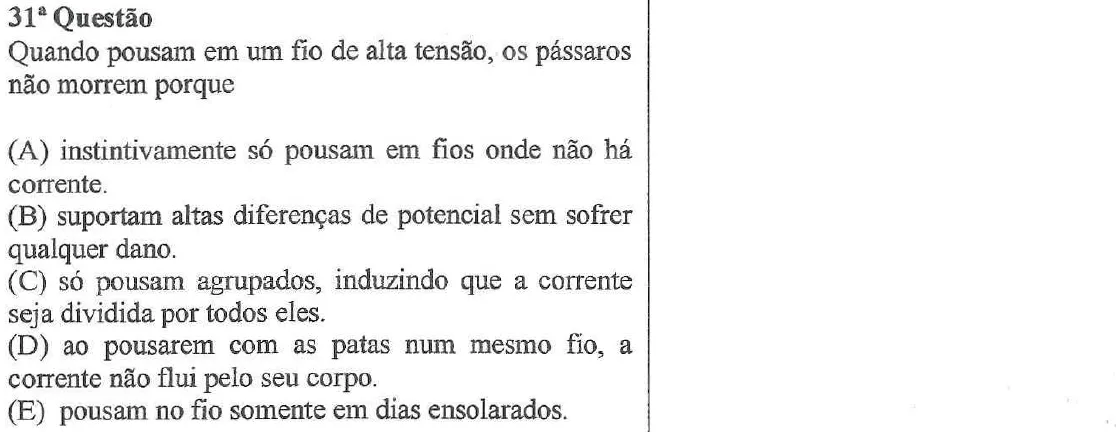 31ª Questão
Quando pousam em um fio de alta tensão, os pássaros
não morrem porque
(A) instintivamente só pousam em fios onde não há
corrente.
(B) suportam altas diferenças de potencial sem sofrer
qualquer dano.
(C) só pousam agrupados, induzindo que a corrente
seja dividida por todos eles.
(D) ao pousarem com as patas num mesmo fio, a
corrente não flui pelo seu corpo.
(E) pousam no fio somente em dias ensolarados.